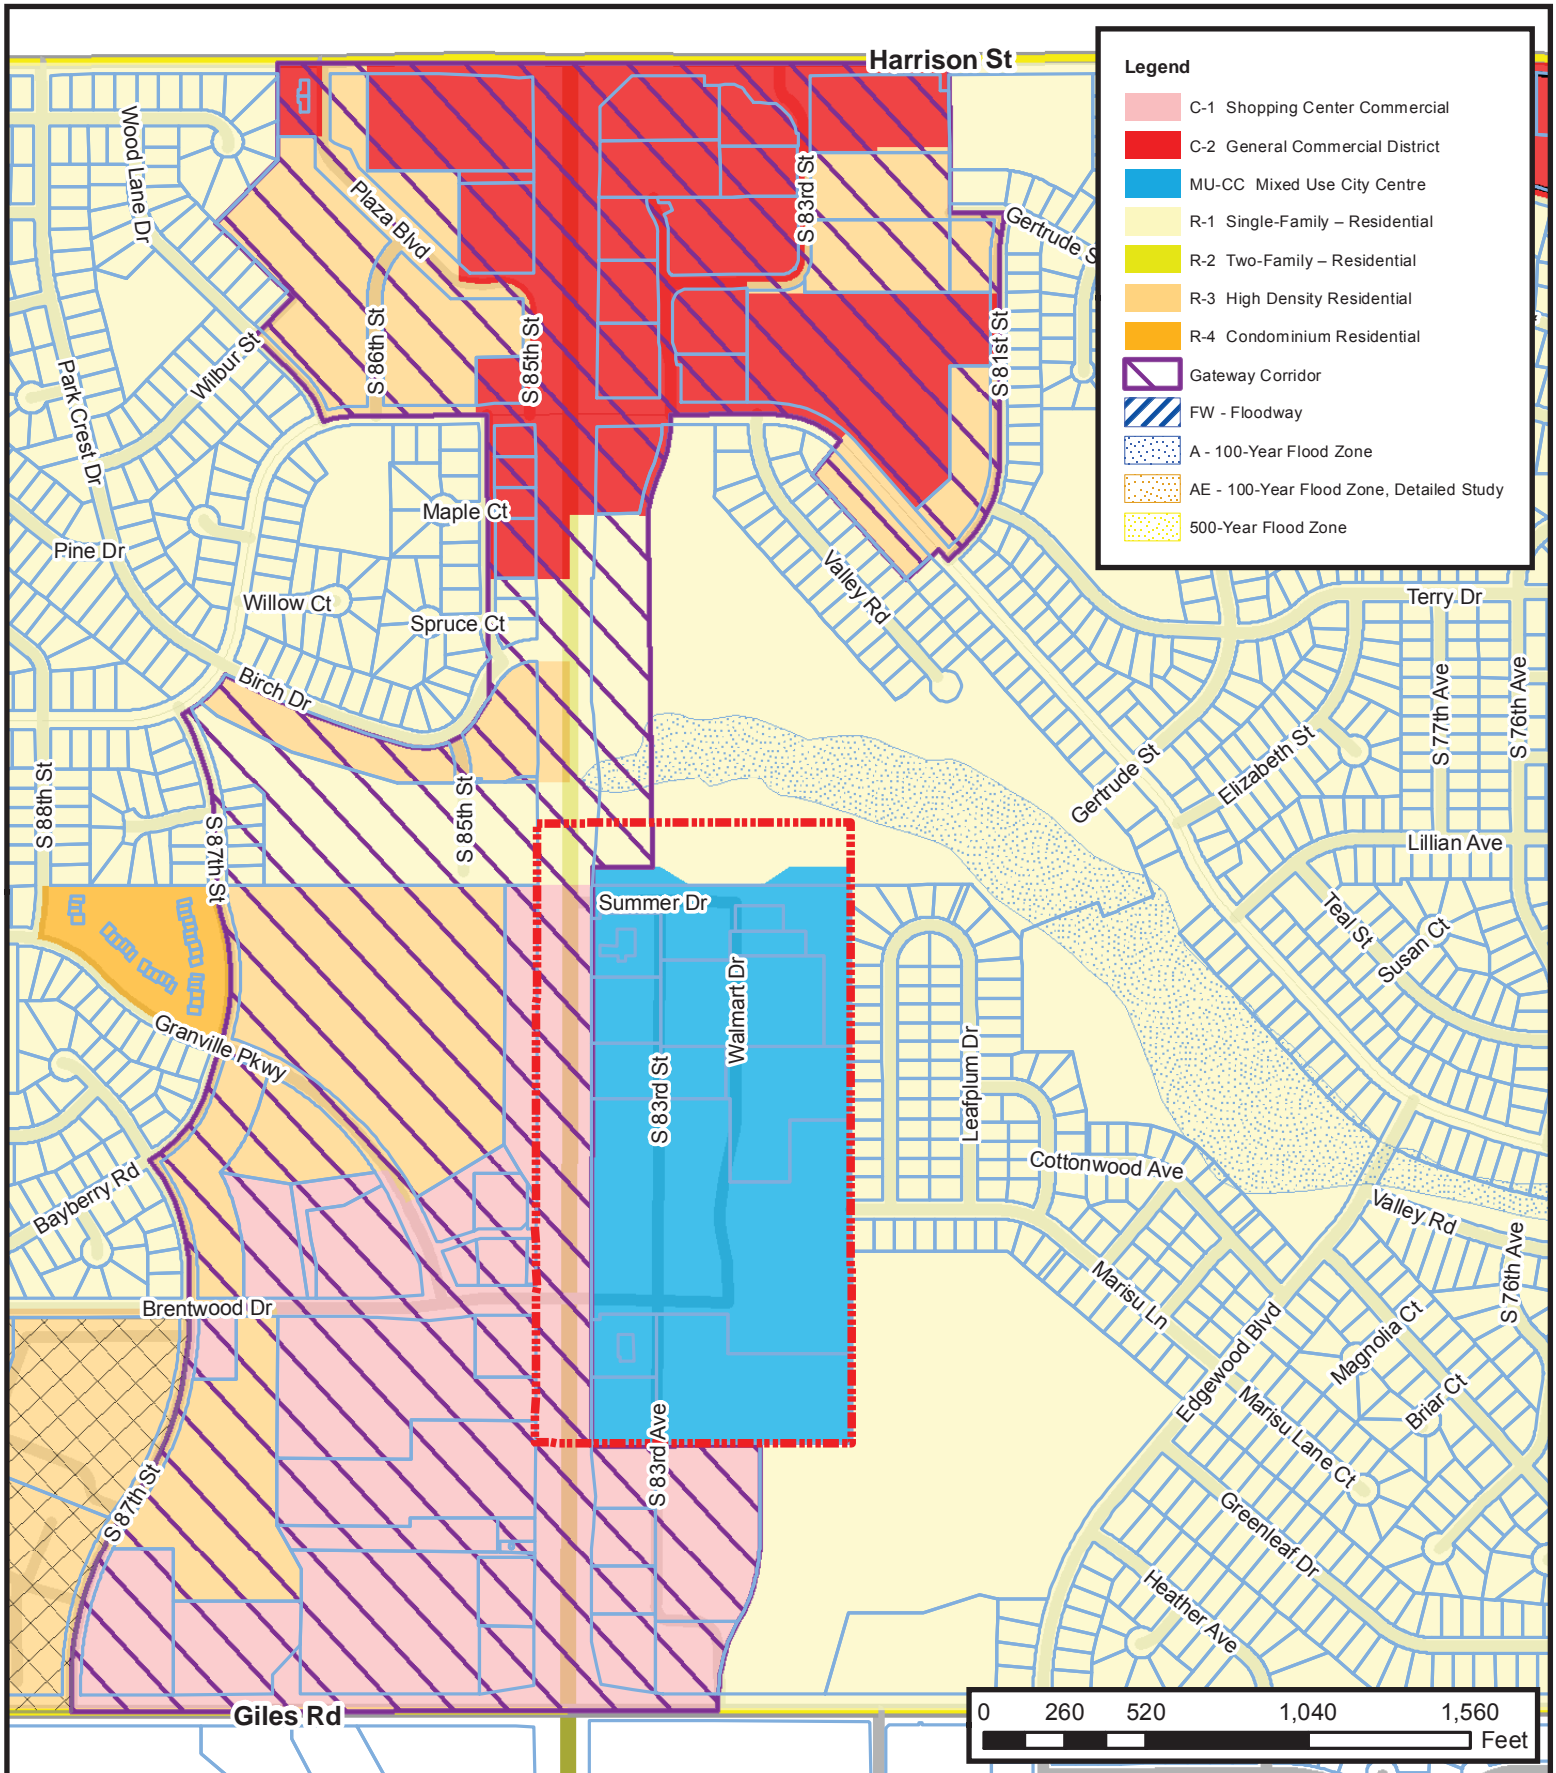 Harrison St
Legend
C-1 Shopping Center Commercial
C-2 General Commercial District
MU-CC Mixed Use City Centre
R-1 Single-Family – Residential
R-2 Two-Family – Residential
R-3 High Density Residential
R-4 Condominium Residential
Gateway Corridor
FW - Floodway
A - 100-Year Flood Zone
AE - 100-Year Flood Zone, Detailed Study
500-Year Flood Zone
Wood Lane Dr
Plaza Blvd
S 83rd St
Gertrude S
S 86th St
S 85th St
S 81st St
Wilbur St
Park Crest Dr
Maple Ct
Pine Dr
Valley Rd
Willow Ct
Spruce Ct
Terry Dr
Birch Dr
S 77th Ave
S 76th Ave
Gertrude St
Elizabeth St
S 88th St
S 87th St
S 85th St
Lillian Ave
Summer Dr
Teal St
Susan Ct
Walmart Dr
Granville Pkwy
S 83rd St
Leafplum Dr
Cottonwood Ave
Bayberry Rd
Valley Rd
S 76th Ave
Marisu Ln
Brentwood Dr
Edgewood Blvd
Magnolia Ct
Briar Ct
Marisu Lane Ct
S 83rd Ave
S 87th St
Greenleaf Dr
Heather Ave
Giles Rd
0 260 520 1,040 1,560
Feet